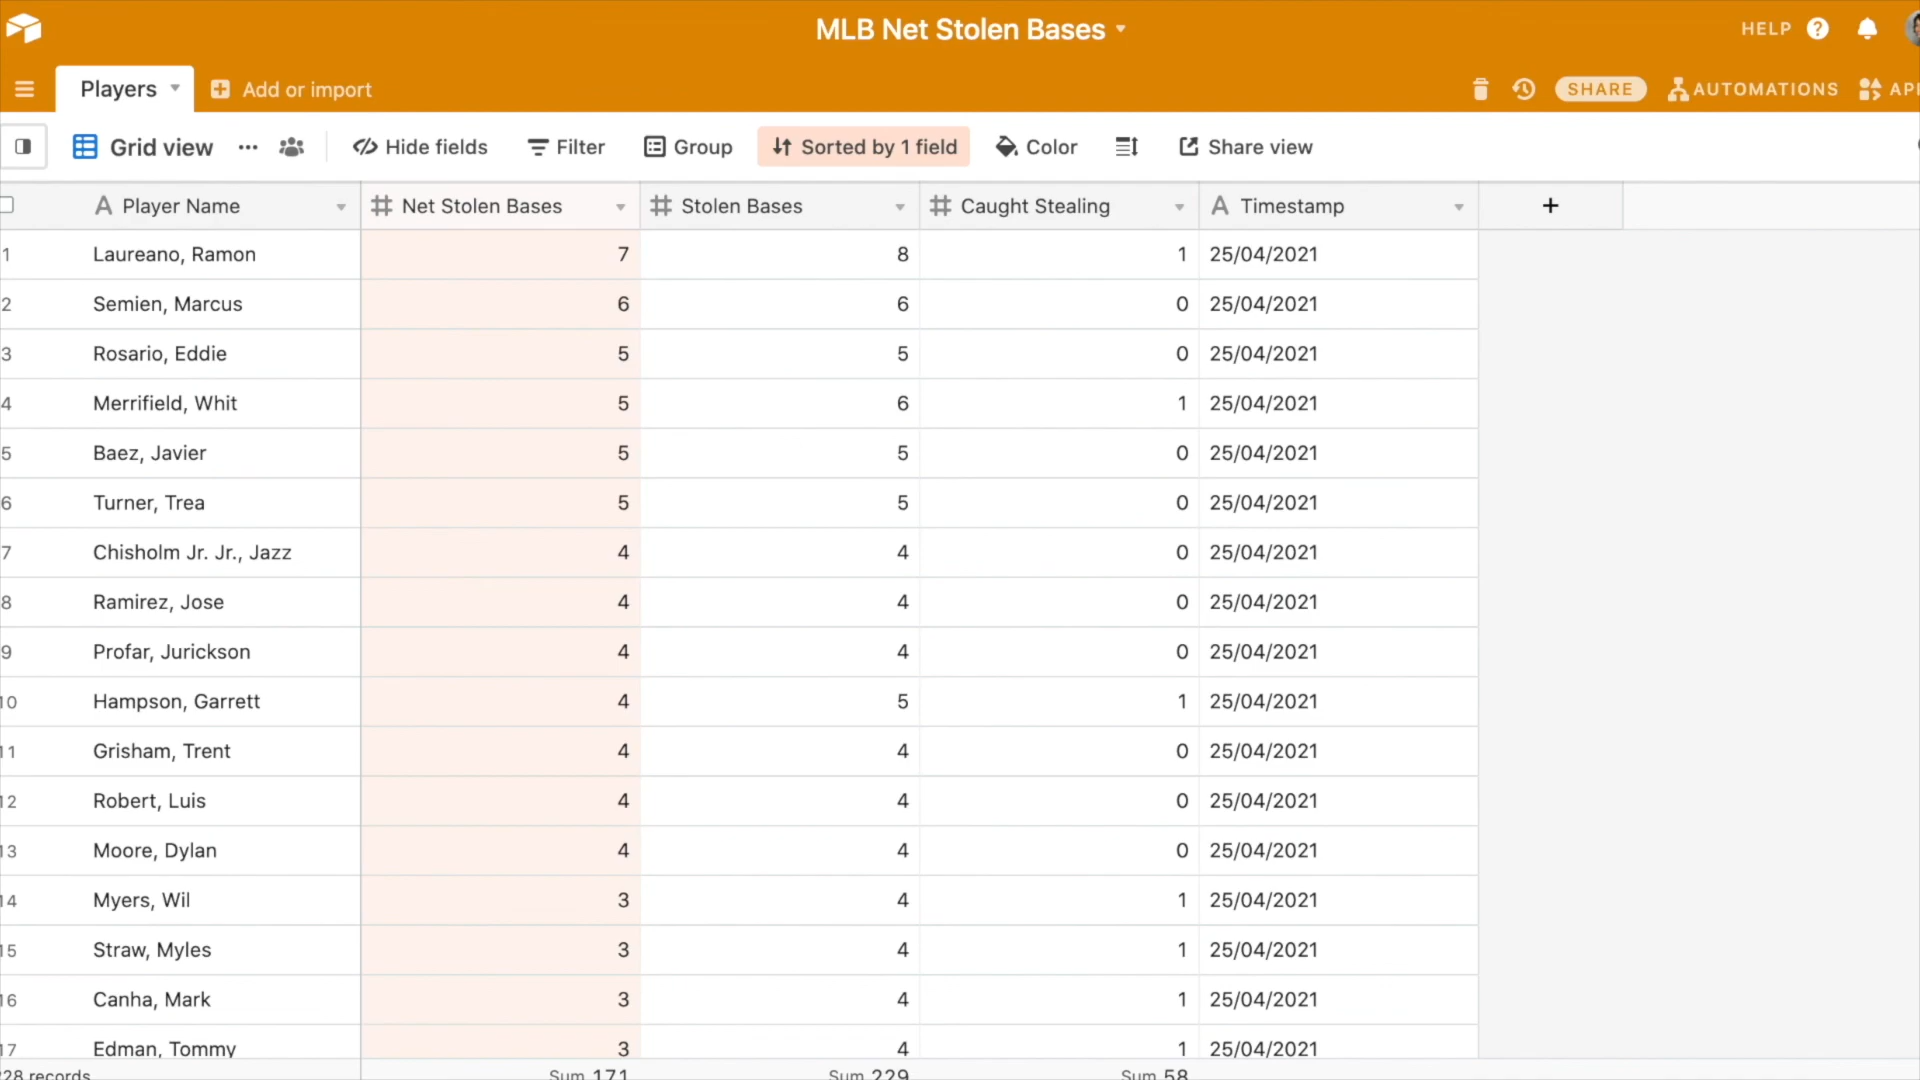 MLB Net Stolen Bases
HELP
Players Add or import SHARE AUTOMATIONS
Grid view Hide fields Filter Group Sorted by 1 field Color Share view
Player Name Net Stolen Bases Stolen Bases Caught Stealing Timestamp
1 Laureano, Ramon 7 8 1 25/04/2021
2 Semien, Marcus 6 6 0 25/04/2021
3 Rosario, Eddie 5 5 0 25/04/2021
4 Merrifield, Whit 5 6 1 25/04/2021
5 Baez, Javier 5 5 0 25/04/2021
6 Turner, Trea 5 5 0 25/04/2021
7 Chisholm Jr. Jr., Jazz 4 4 0 25/04/2021
8 Ramirez, Jose 4 4 0 25/04/2021
9 Profar, Jurickson 4 4 0 25/04/2021
10 Hampson, Garrett 4 5 1 25/04/2021
11 Grisham, Trent 4 4 0 25/04/2021
12 Robert, Luis 4 4 0 25/04/2021
13 Moore, Dylan 4 4 0 25/04/2021
14 Myers, Wil 3 4 1 25/04/2021
15 Straw, Myles 3 4 1 25/04/2021
16 Canha, Mark 3 4 1 25/04/2021
17 Edman, Tommy 3 4 1 25/04/2021
records Sum 171 Sum 229 Sum 58